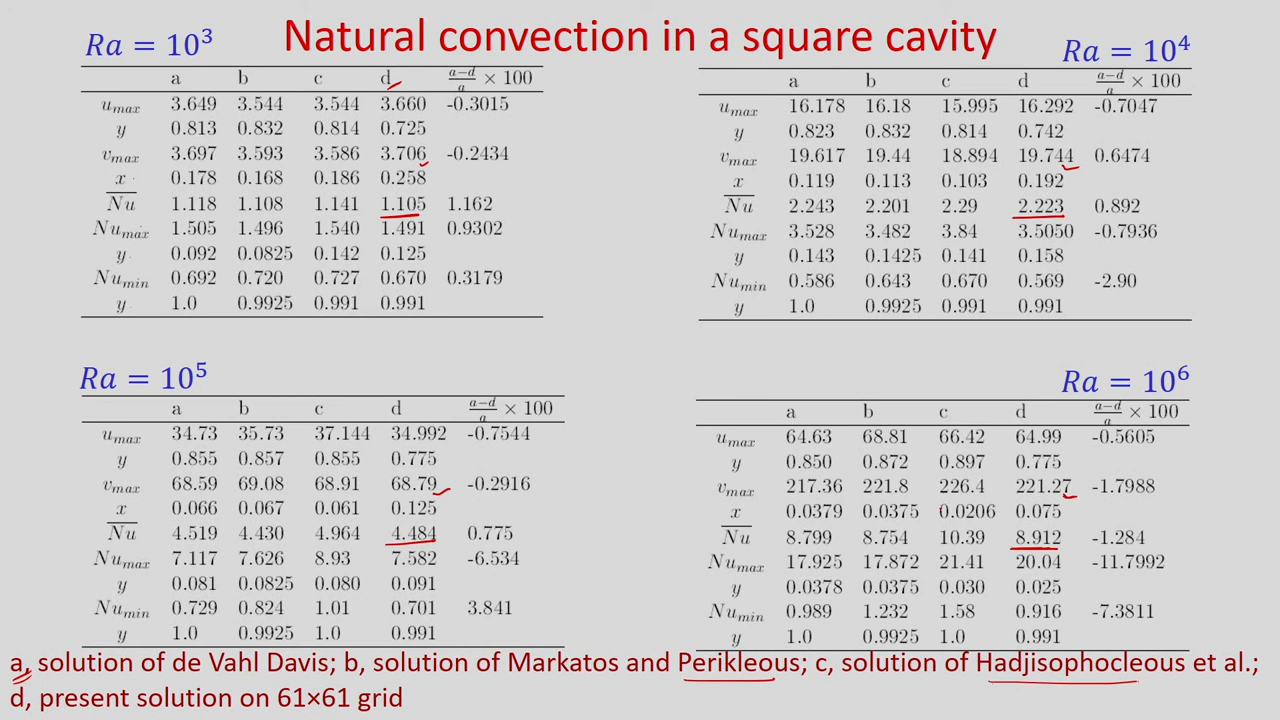 Natural convection in a square cavity
Ra = 10³
a b c d (a−d)/a × 100
u_max 3.649 3.544 3.544 3.660 -0.3015
y 0.813 0.832 0.814 0.725
v_max 3.697 3.593 3.586 3.706 -0.2434
x 0.178 0.168 0.186 0.258
N̅u̅ 1.118 1.108 1.141 1.105 1.162
Nu_max 1.505 1.496 1.540 1.491 0.9302
y 0.092 0.0825 0.142 0.125
Nu_min 0.692 0.720 0.727 0.670 0.3179
y 1.0 0.9925 0.991 0.991
Ra = 10⁴
a b c d (a−d)/a × 100
u_max 16.178 16.18 15.995 16.292 -0.7047
y 0.823 0.832 0.814 0.742
v_max 19.617 19.44 18.894 19.744 0.6474
x 0.119 0.113 0.103 0.192
N̅u̅ 2.243 2.201 2.29 2.223 0.892
Nu_max 3.528 3.482 3.84 3.5050 -0.7936
y 0.143 0.1425 0.141 0.158
Nu_min 0.586 0.643 0.670 0.569 -2.90
y 1.0 0.9925 0.991 0.991
Ra = 10⁵
a b c d (a−d)/a × 100
u_max 34.73 35.73 37.144 34.992 -0.7544
y 0.855 0.857 0.855 0.775
v_max 68.59 69.08 68.91 68.79 -0.2916
x 0.066 0.067 0.061 0.125
N̅u̅ 4.519 4.430 4.964 4.484 0.775
Nu_max 7.117 7.626 8.93 7.582 -6.534
y 0.081 0.0825 0.080 0.091
Nu_min 0.729 0.824 1.01 0.701 3.841
y 1.0 0.9925 1.0 0.991
Ra = 10⁶
a b c d (a−d)/a × 100
u_max 64.63 68.81 66.42 64.99 -0.5605
y 0.850 0.872 0.897 0.775
v_max 217.36 221.8 226.4 221.27 -1.7988
x 0.0379 0.0375 0.0206 0.075
N̅u̅ 8.799 8.754 10.39 8.912 -1.284
Nu_max 17.925 17.872 21.41 20.04 -11.7992
y 0.0378 0.0375 0.030 0.025
Nu_min 0.989 1.232 1.58 0.916 -7.3811
y 1.0 0.9925 1.0 0.991
a, solution of de Vahl Davis; b, solution of Markatos and Perikleous; c, solution of Hadjisophocleous et al.;
d, present solution on 61×61 grid